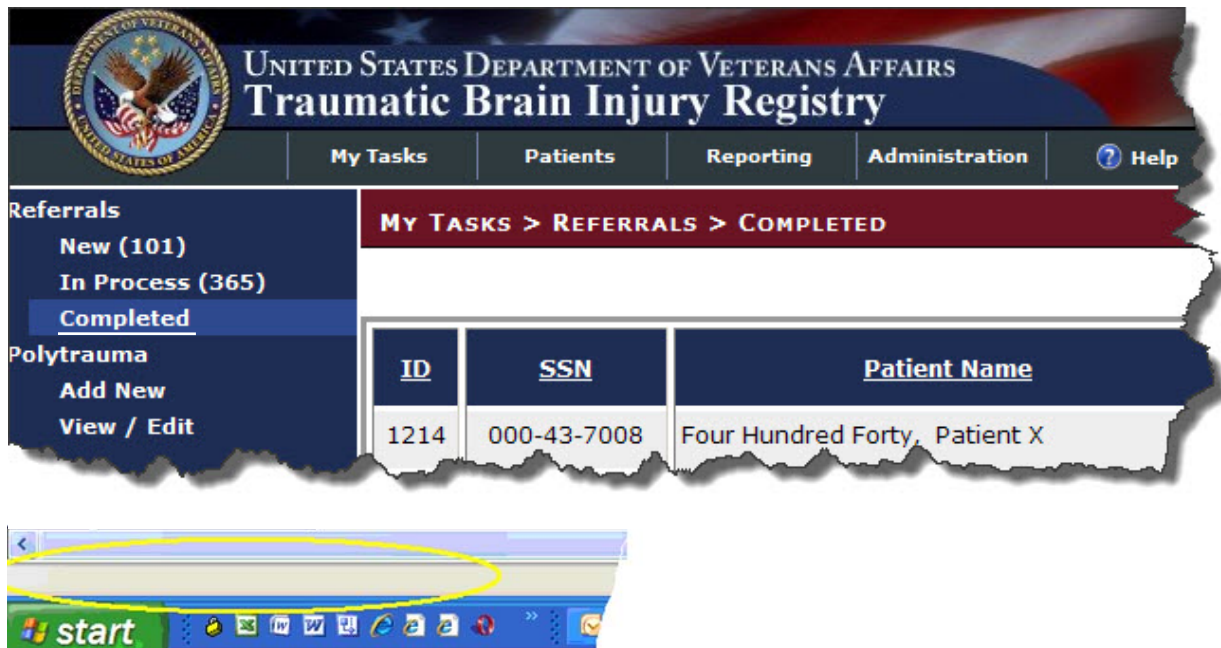 UNITED STATES DEPARTMENT OF VETERANS AFFAIRS
Traumatic Brain Injury Registry
My Tasks Patients Reporting Administration ? Help
Referrals
New (101)
In Process (365)
Completed
Polytrauma
Add New
View / Edit
MY TASKS > REFERRALS > COMPLETED
ID SSN Patient Name
1214 000-43-7008 Four Hundred Forty, Patient X
start